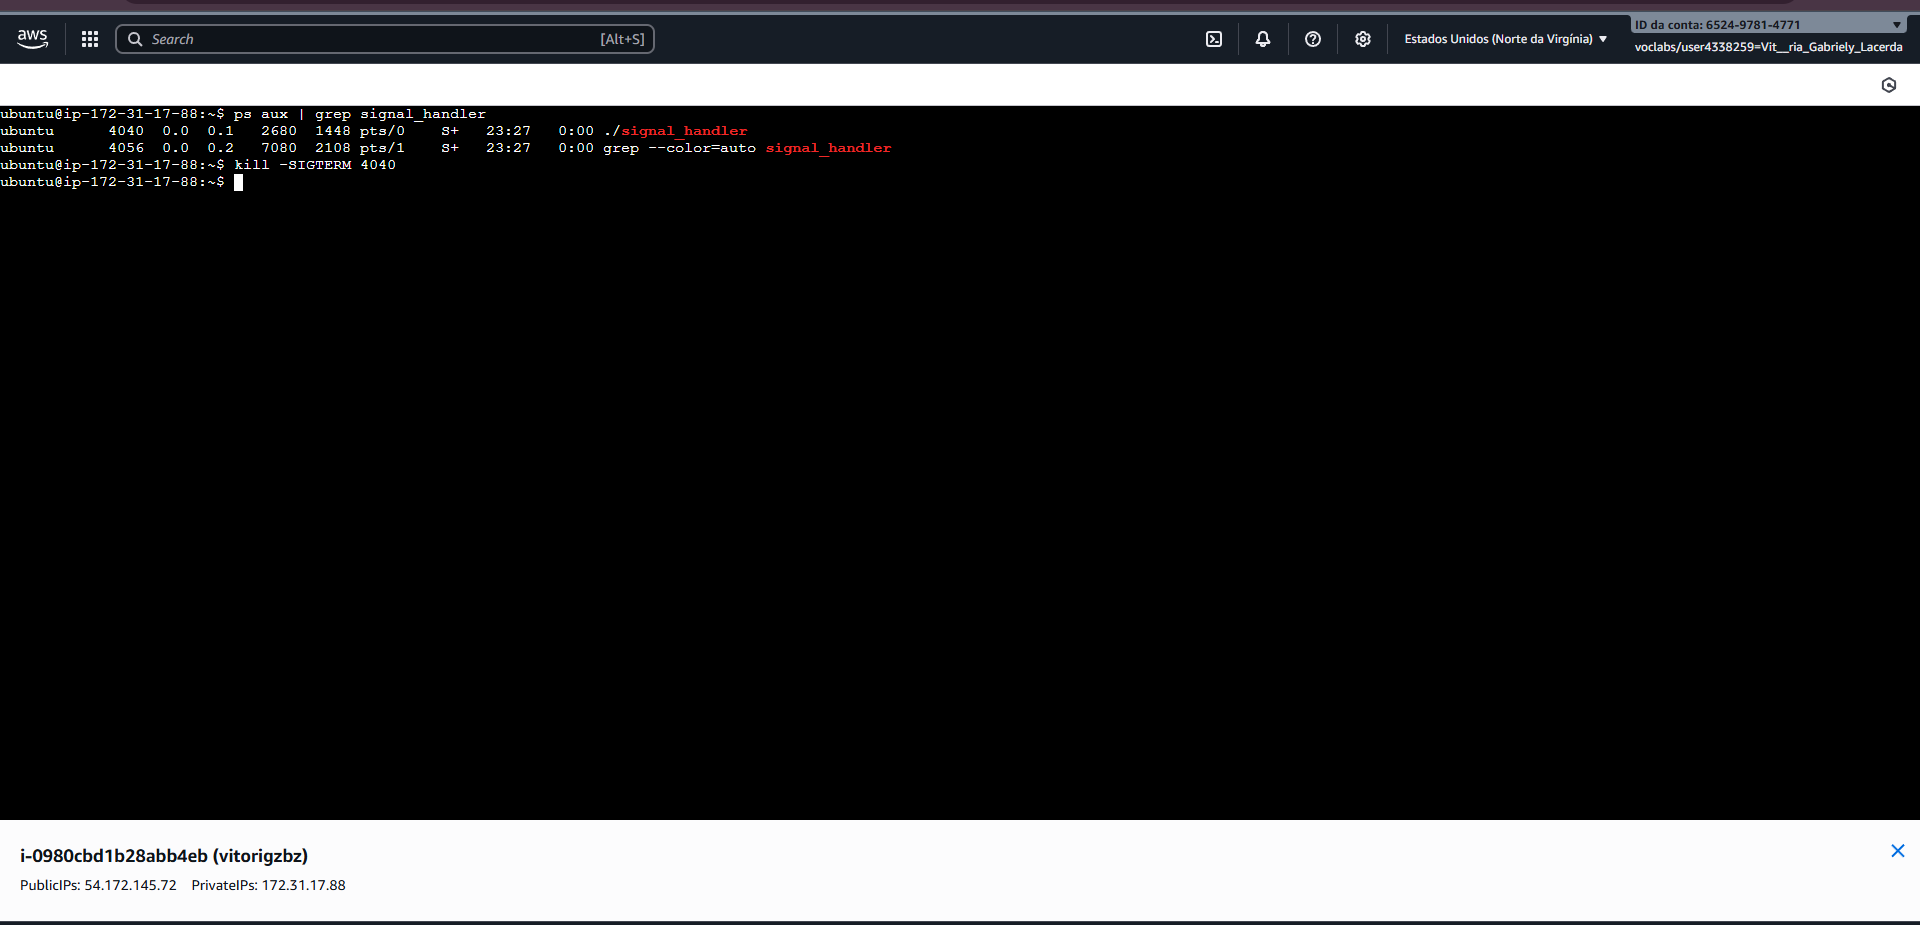 aws
Search [Alt+S]
Estados Unidos (Norte da Virgínia)
ID da conta: 6524-9781-4771
voclabs/user4338259=Vit__ria_Gabriely_Lacerda
ubuntu@ip-172-31-17-88:~$ ps aux | grep signal_handler
ubuntu      4040  0.0  0.1   2680  1448 pts/0    S+   23:27   0:00 ./signal_handler
ubuntu      4056  0.0  0.2   7080  2108 pts/1    S+   23:27   0:00 grep --color=auto signal_handler
ubuntu@ip-172-31-17-88:~$ kill -SIGTERM 4040
ubuntu@ip-172-31-17-88:~$
i-0980cbd1b28abb4eb (vitorigzbz)
PublicIPs: 54.172.145.72 PrivateIPs: 172.31.17.88